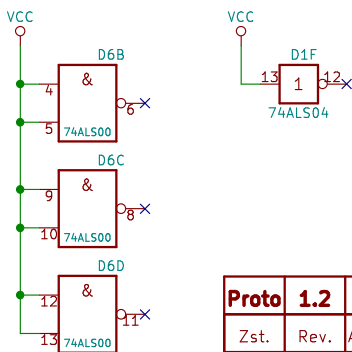 VCC
VCC
D6B
D1F
&
4
5
6
74ALS00
13
1
12
74ALS04
D6C
&
9
10
8
74ALS00
D6D
&
12
13
11
74ALS00
Proto 1.2
Zst. Rev.